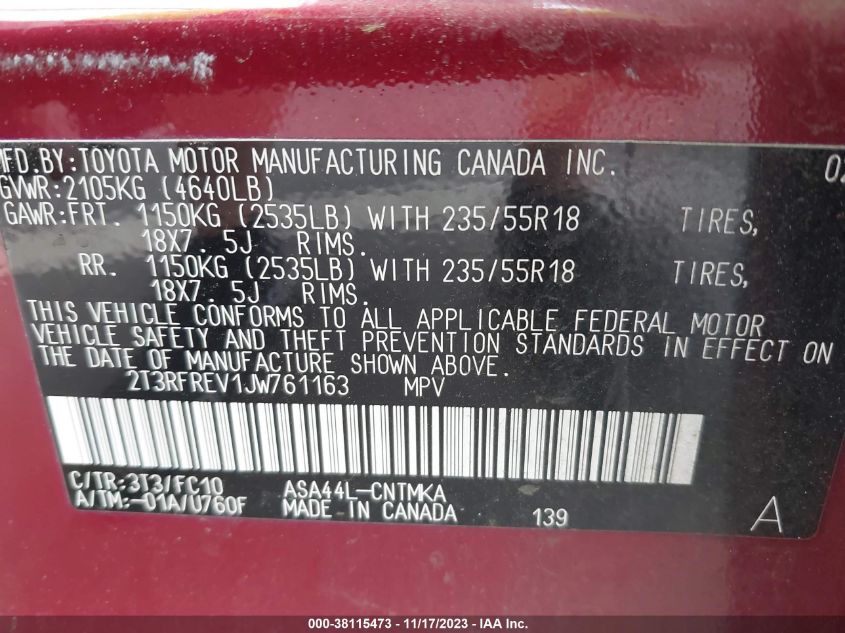 MFD.BY:TOYOTA MOTOR MANUFACTURING CANADA INC. 02
GVWR:2105KG (4640LB)
GAWR:FRT. 1150KG (2535LB) WITH 235/55R18 TIRES,
18X7.5J RIMS.
RR. 1150KG (2535LB) WITH 235/55R18 TIRES,
18X7.5J RIMS.
THIS VEHICLE CONFORMS TO ALL APPLICABLE FEDERAL MOTOR
VEHICLE SAFETY AND THEFT PREVENTION STANDARDS IN EFFECT ON
THE DATE OF MANUFACTURE SHOWN ABOVE.
2T3RFREV1JW761163 MPV
C/TR:3T3/FC10 ASA44L-CNTMKA
A/TM:-01A/U760F MADE IN CANADA 139 A
000-38115473 - 11/17/2023 - © IAA Inc.